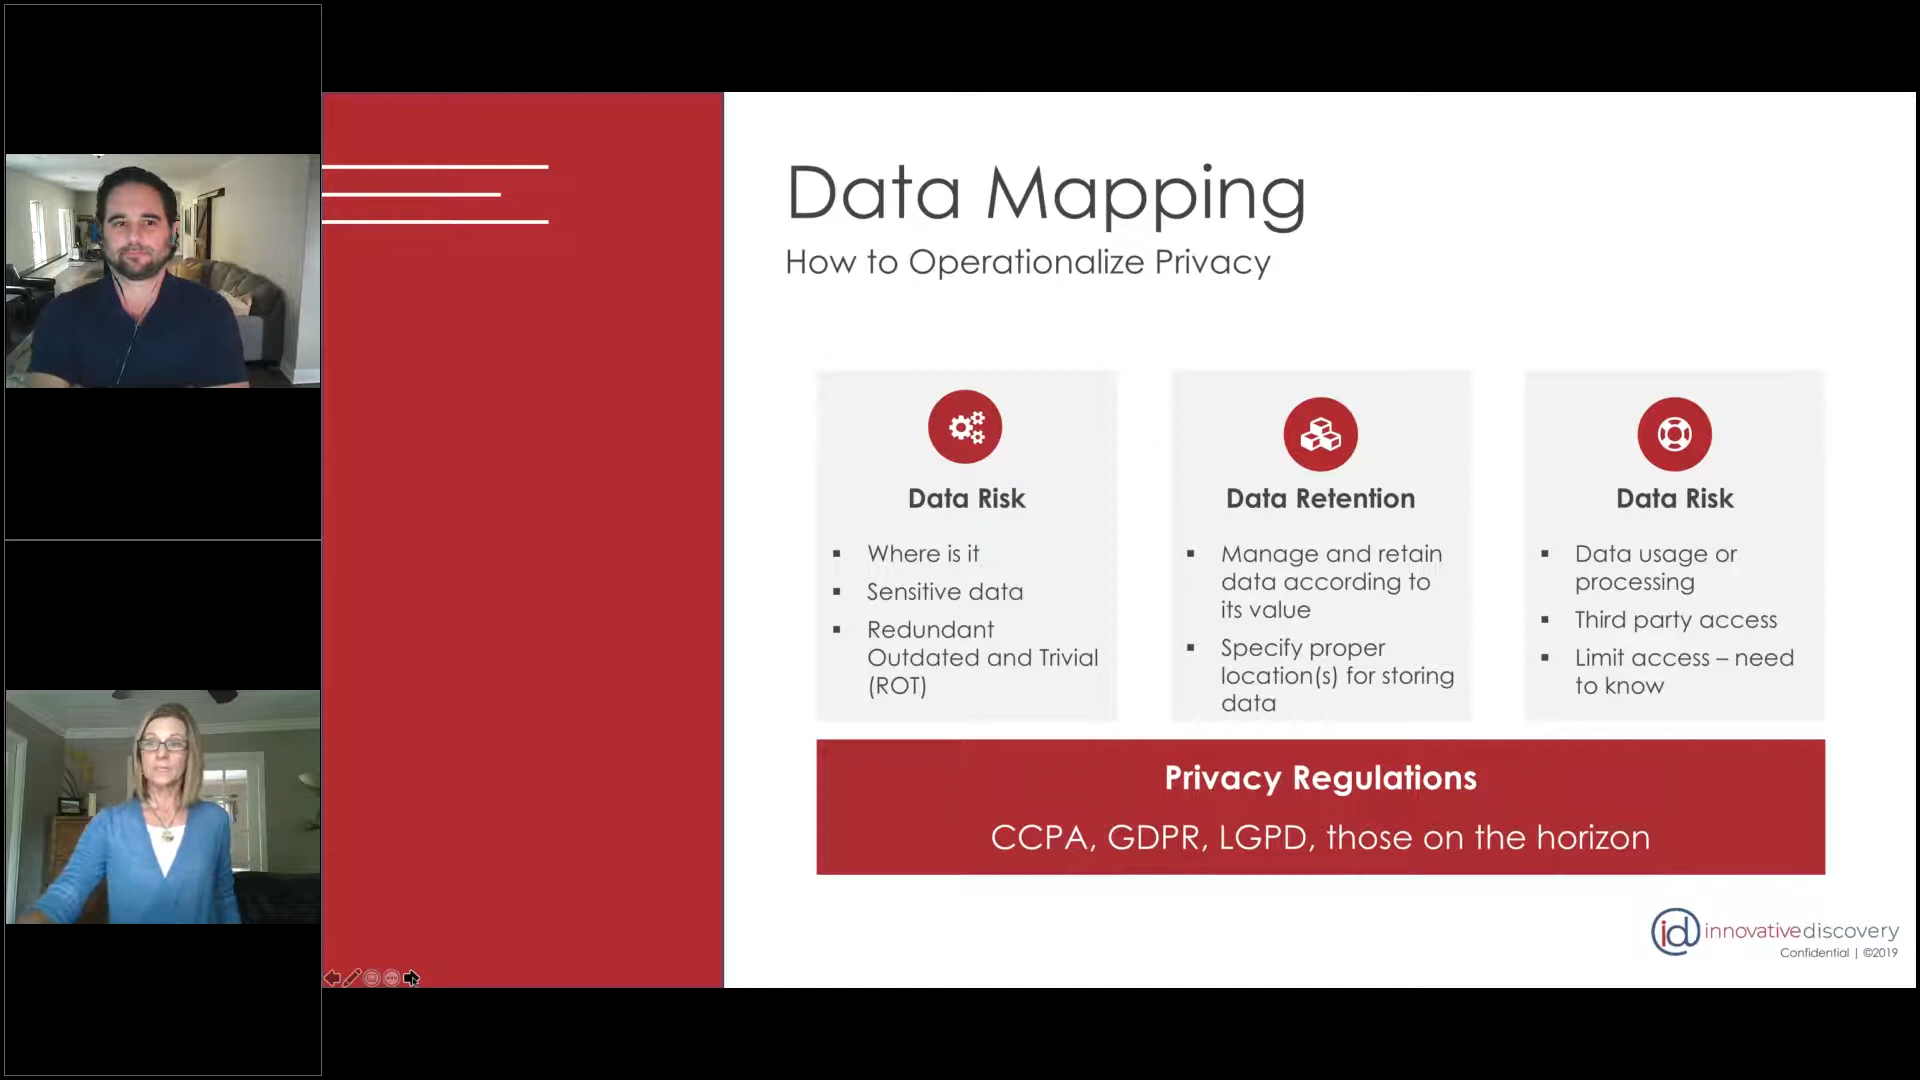 Data Mapping
How to Operationalize Privacy
Data Risk
▪ Where is it
▪ Sensitive data
▪ Redundant
Outdated and Trivial
(ROT)
Data Retention
▪ Manage and retain
data according to
its value
▪ Specify proper
location(s) for storing
data
Data Risk
▪ Data usage or
processing
▪ Third party access
▪ Limit access – need
to know
Privacy Regulations
CCPA, GDPR, LGPD, those on the horizon
id innovativediscovery
Confidential | ©2019